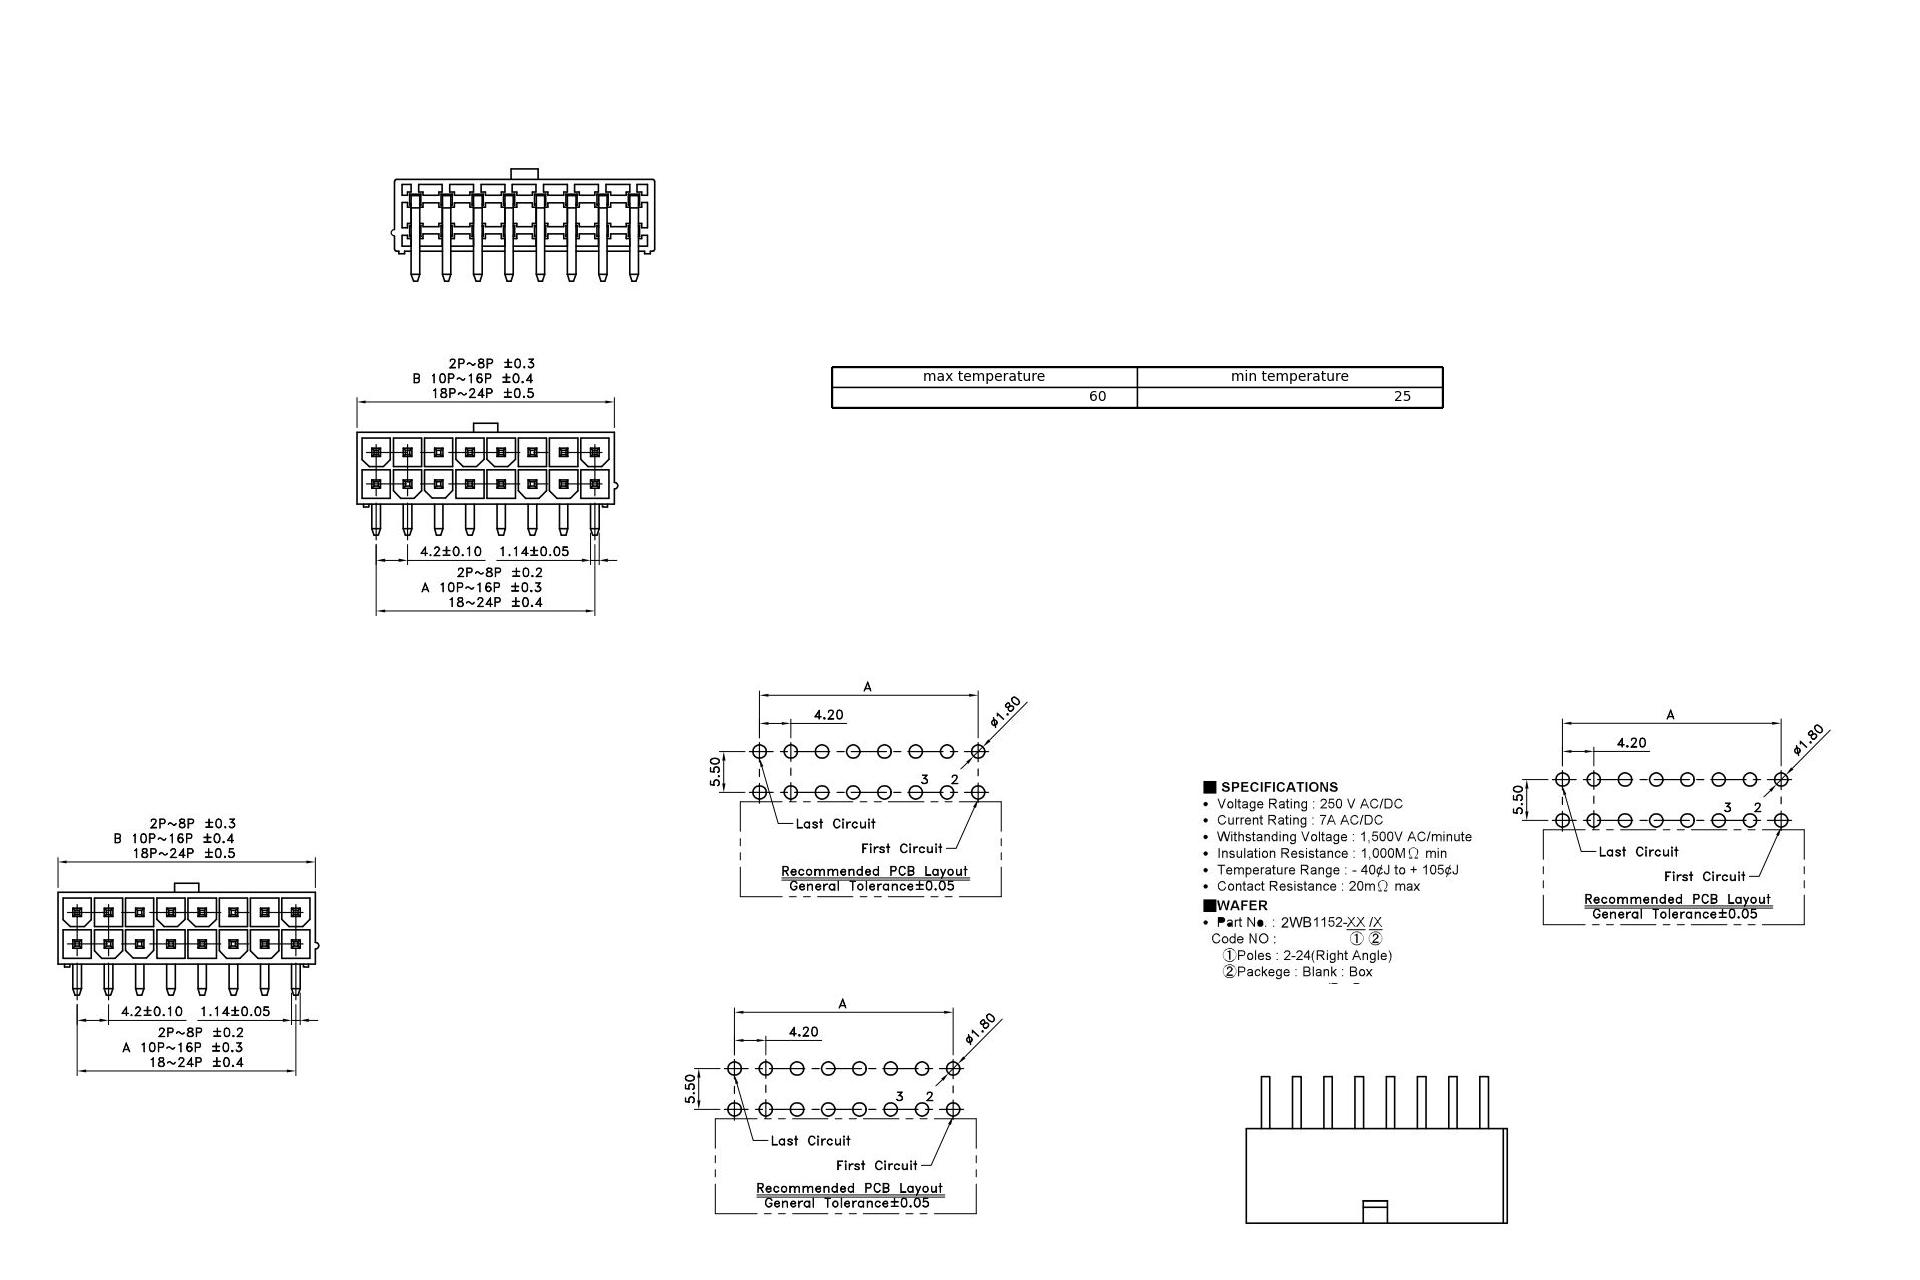 2P~8P ±0.3
B 10P~16P ±0.4
18P~24P ±0.5
4.2±0.10 1.14±0.05
2P~8P ±0.2
A 10P~16P ±0.3
18~24P ±0.4
max temperature min temperature
60 25
A
4.20
ø1.80
5.50
3 2
Last Circuit
First Circuit
Recommended PCB Layout
General Tolerance±0.05
■ SPECIFICATIONS
• Voltage Rating : 250 V AC/DC
• Current Rating : 7A AC/DC
• Withstanding Voltage : 1,500V AC/minute
• Insulation Resistance : 1,000MΩ min
• Temperature Range : - 40¢J to + 105¢J
• Contact Resistance : 20mΩ max
■WAFER
• Part No. : 2WB1152-XX /X
Code NO : ① ②
①Poles : 2-24(Right Angle)
②Packege : Blank : Box
A
4.20
ø1.80
5.50
3 2
Last Circuit
First Circuit
Recommended PCB Layout
General Tolerance±0.05
2P~8P ±0.3
B 10P~16P ±0.4
18P~24P ±0.5
4.2±0.10 1.14±0.05
2P~8P ±0.2
A 10P~16P ±0.3
18~24P ±0.4
A
4.20
ø1.80
5.50
3 2
Last Circuit
First Circuit
Recommended PCB Layout
General Tolerance±0.05